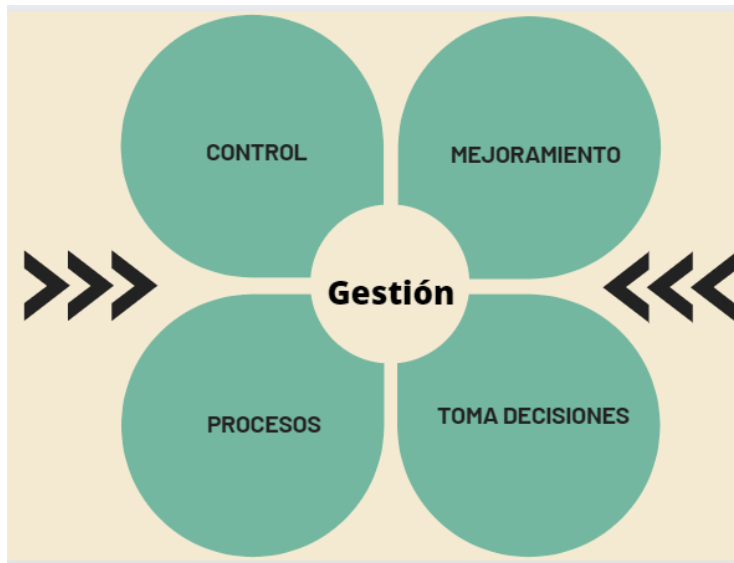 CONTROL
MEJORAMIENTO
Gestión
PROCESOS
TOMA DECISIONES